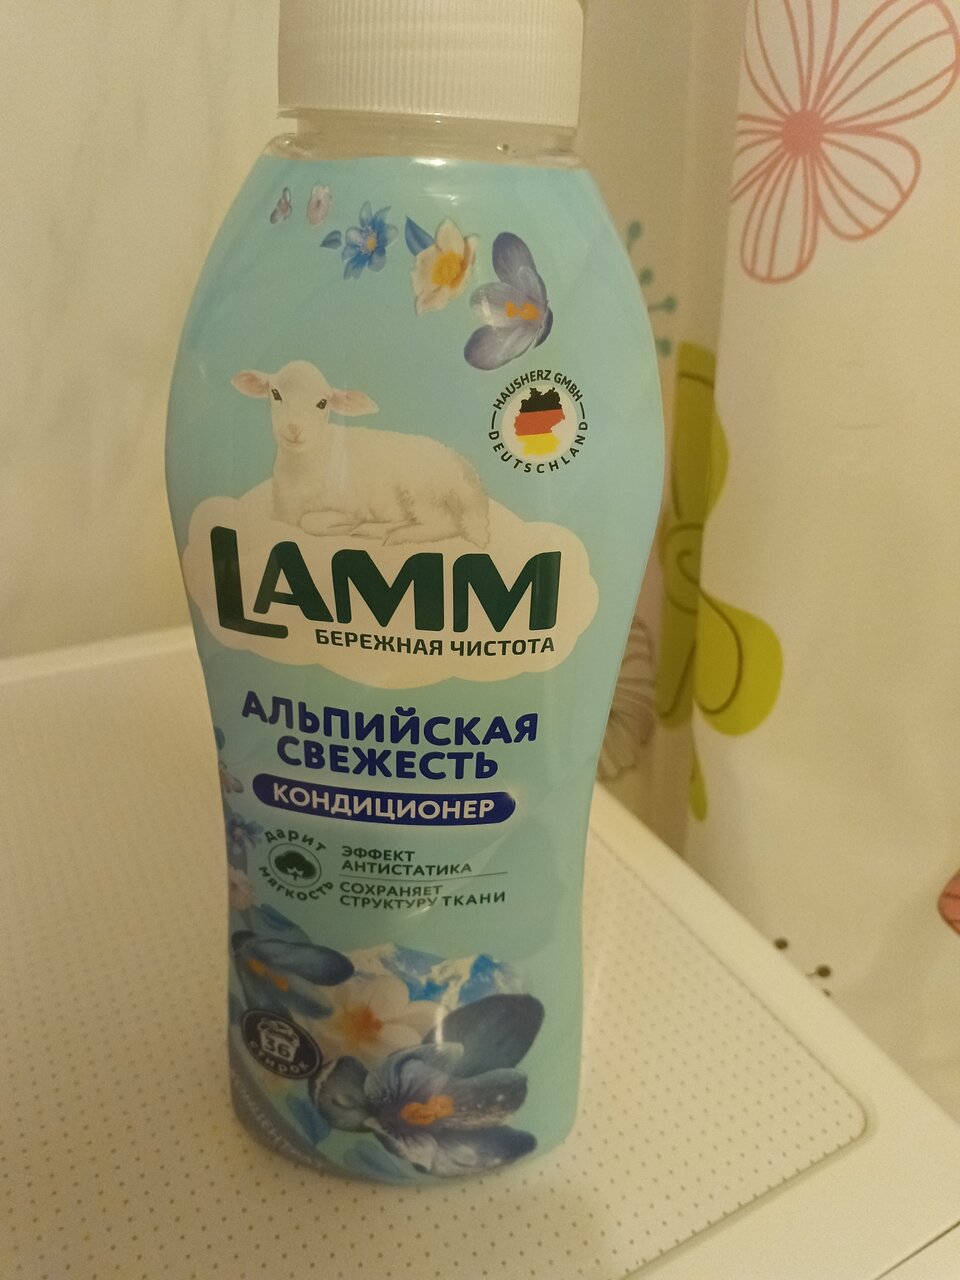 HAUSHERZ GMBH
DEUTSCHLAND
LAMM
БЕРЕЖНАЯ ЧИСТОТА
АЛЬПИЙСКАЯ
СВЕЖЕСТЬ
КОНДИЦИОНЕР
дарит
мягкость
ЭФФЕКТ
АНТИСТАТИКА
СОХРАНЯЕТ
СТРУКТУРУ ТКАНИ
36
стирок